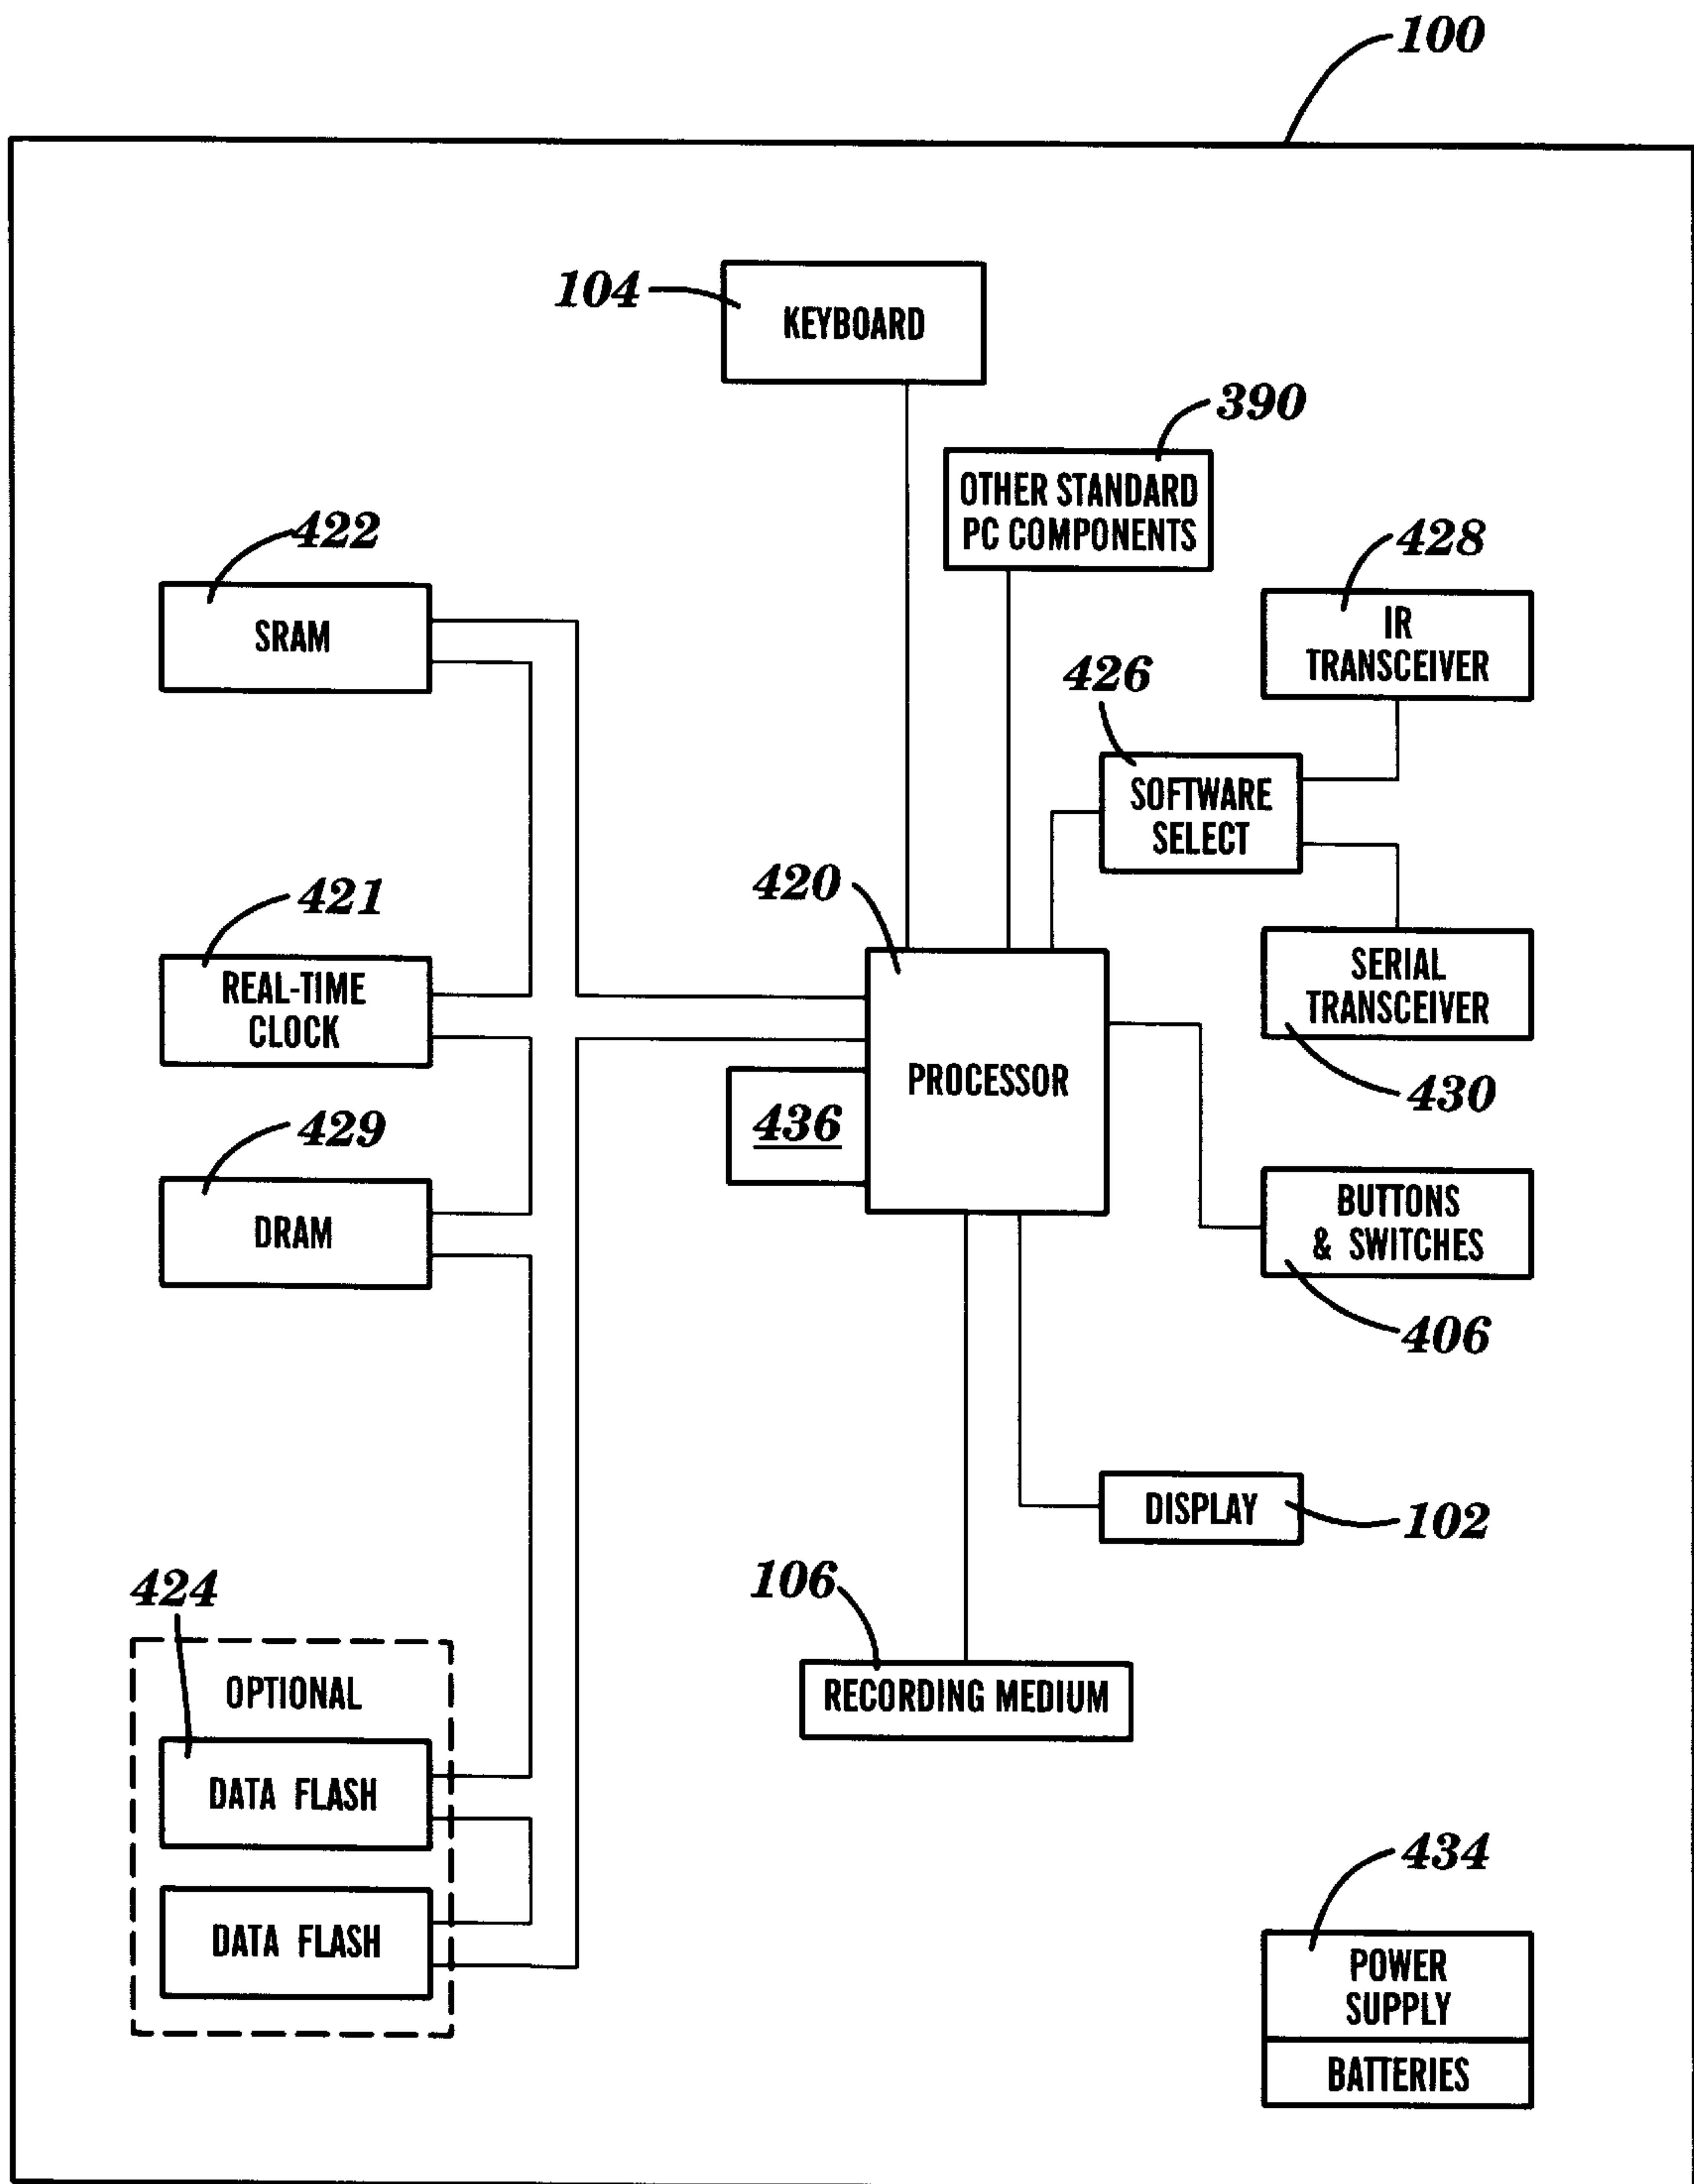 100
104
KEYBOARD
390
OTHER STANDARD
PC COMPONENTS
422
SRAM
428
IR
TRANSCEIVER
426
SOFTWARE
SELECT
421
REAL-TIME
CLOCK
420
PROCESSOR
SERIAL
TRANSCEIVER
430
436
429
DRAM
BUTTONS
& SWITCHES
406
DISPLAY
102
106
RECORDING MEDIUM
424
OPTIONAL
DATA FLASH
DATA FLASH
434
POWER
SUPPLY
BATTERIES